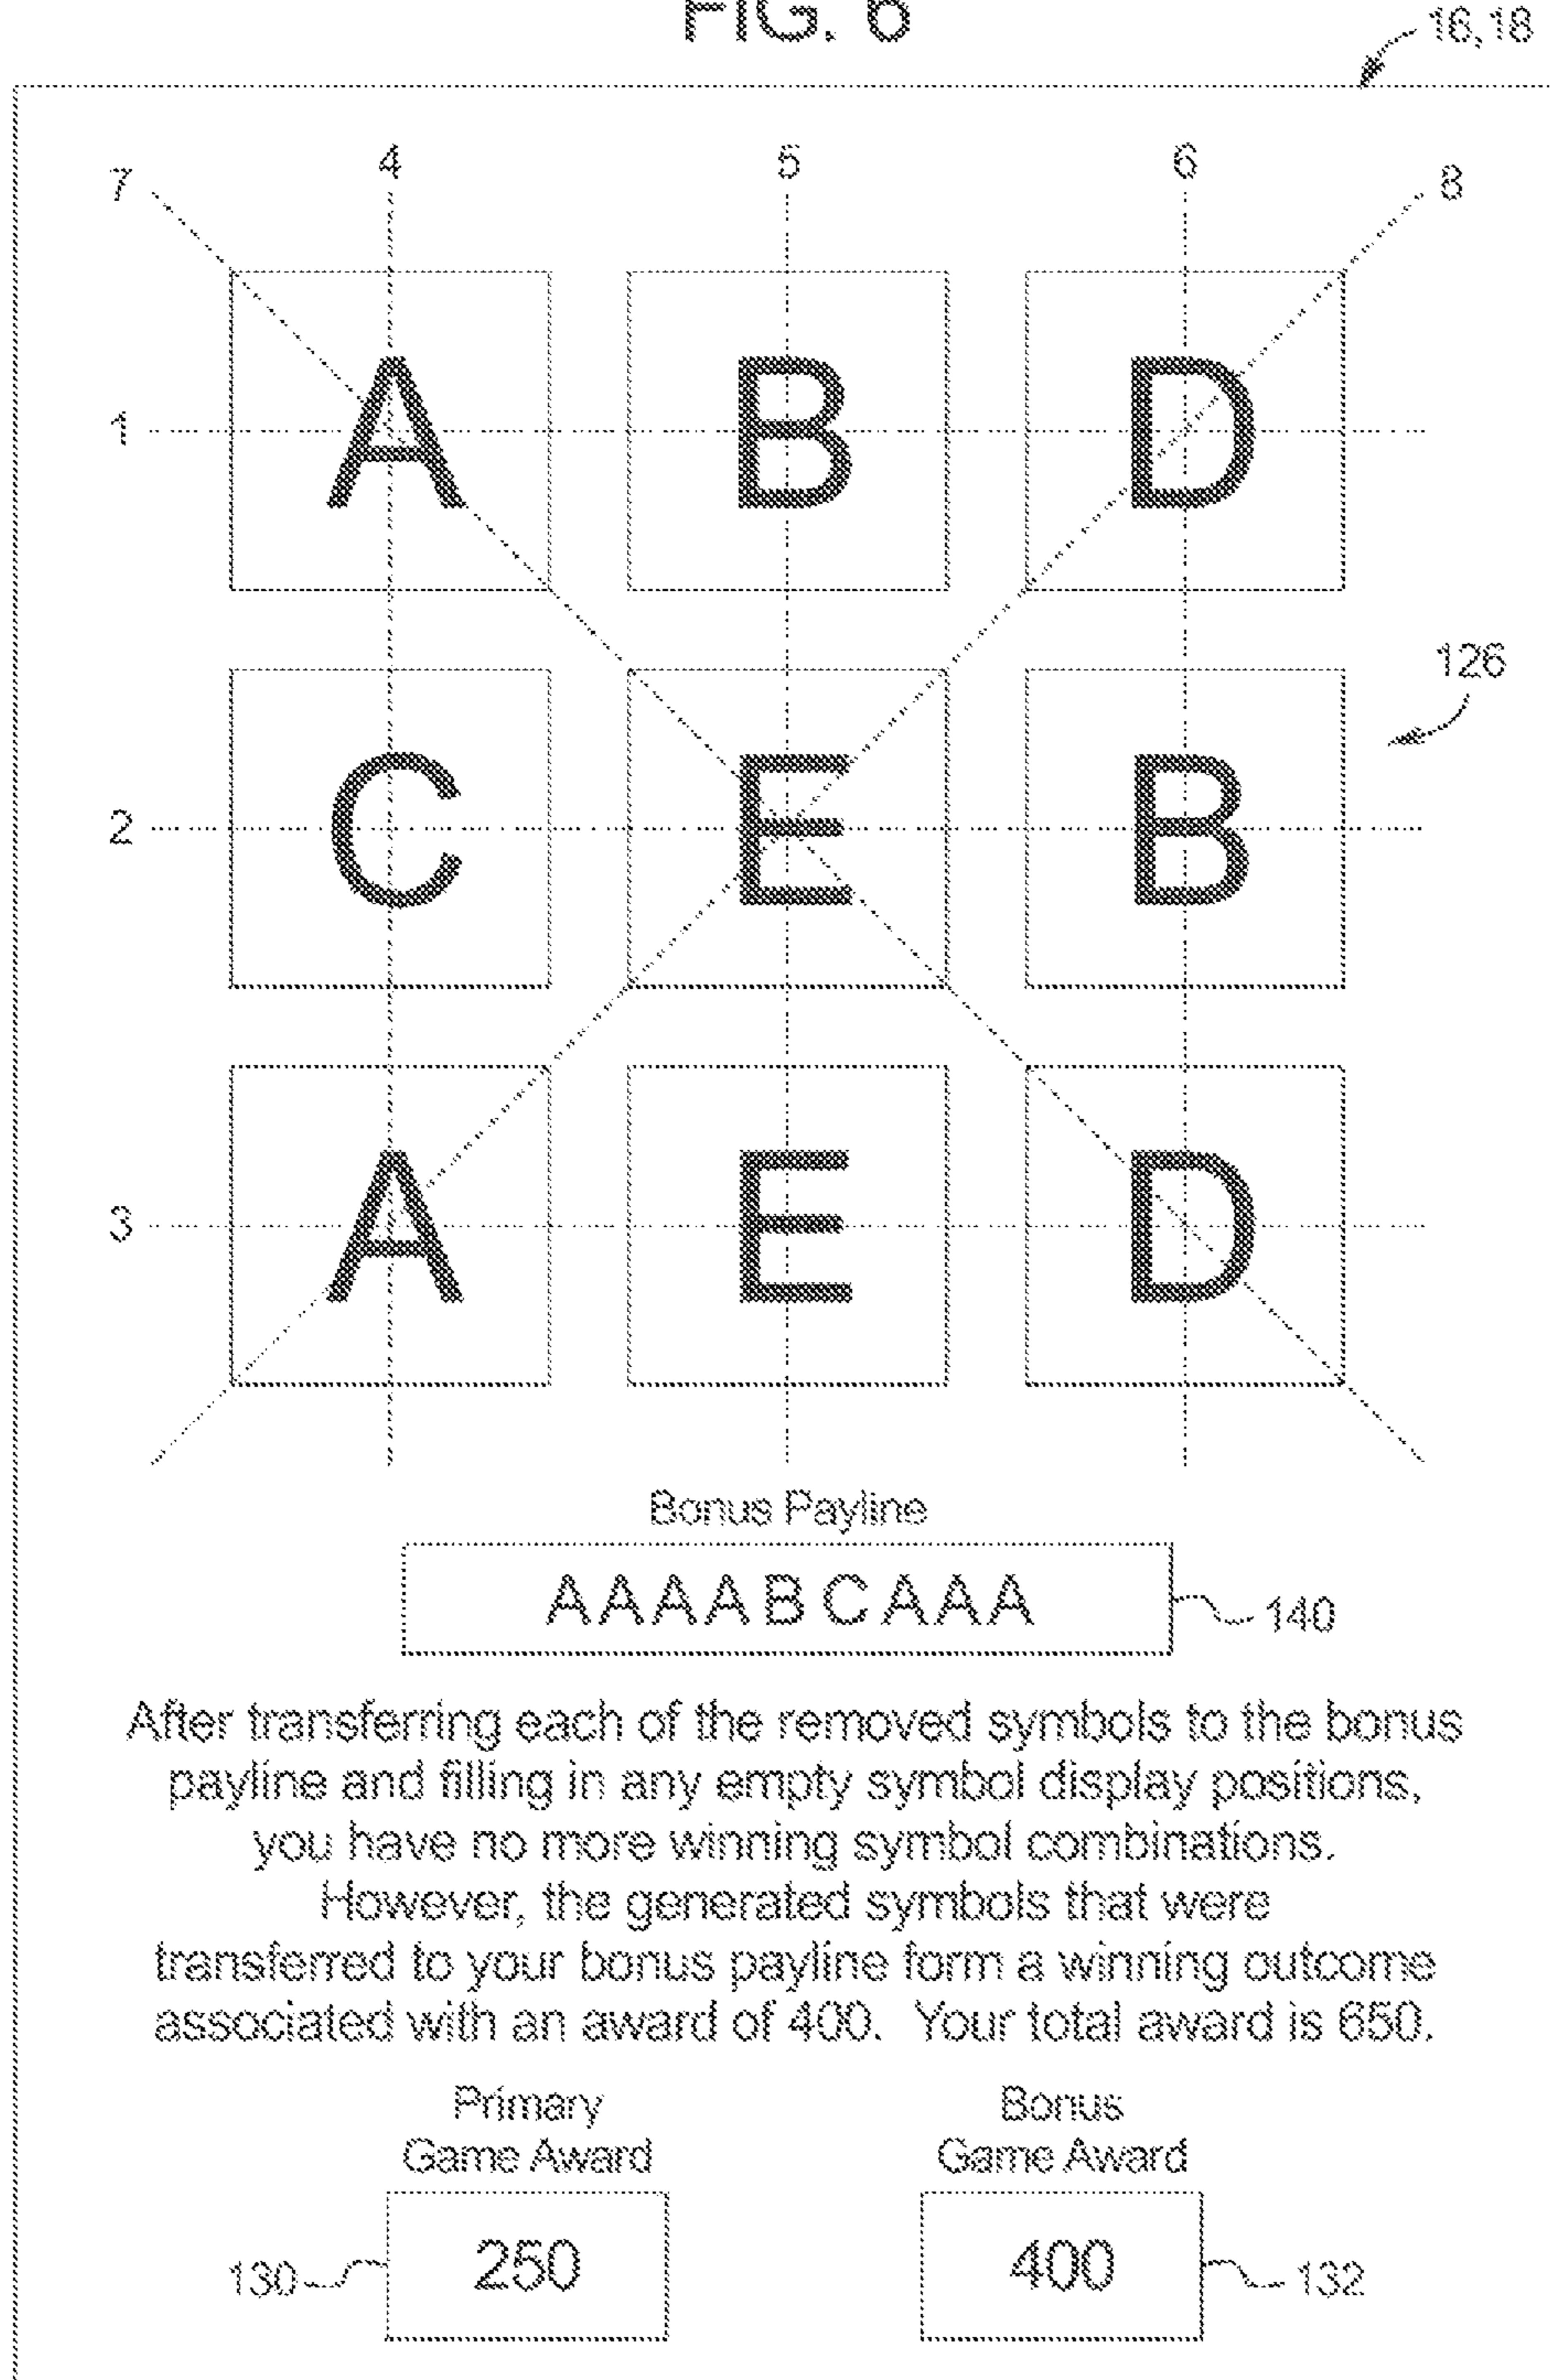 FIG. 6
16,18
7 4 5 6 8
1 A B D
126
2 C E B
3 A E D
Bonus Payline
AAAABCAAA
140
After transferring each of the removed symbols to the bonus
payline and filling in any empty symbol display positions,
you have no more winning symbol combinations.
However, the generated symbols that were
transferred to your bonus payline form a winning outcome
associated with an award of 400. Your total award is 650.
Primary Bonus
Game Award Game Award
130 250 400 132